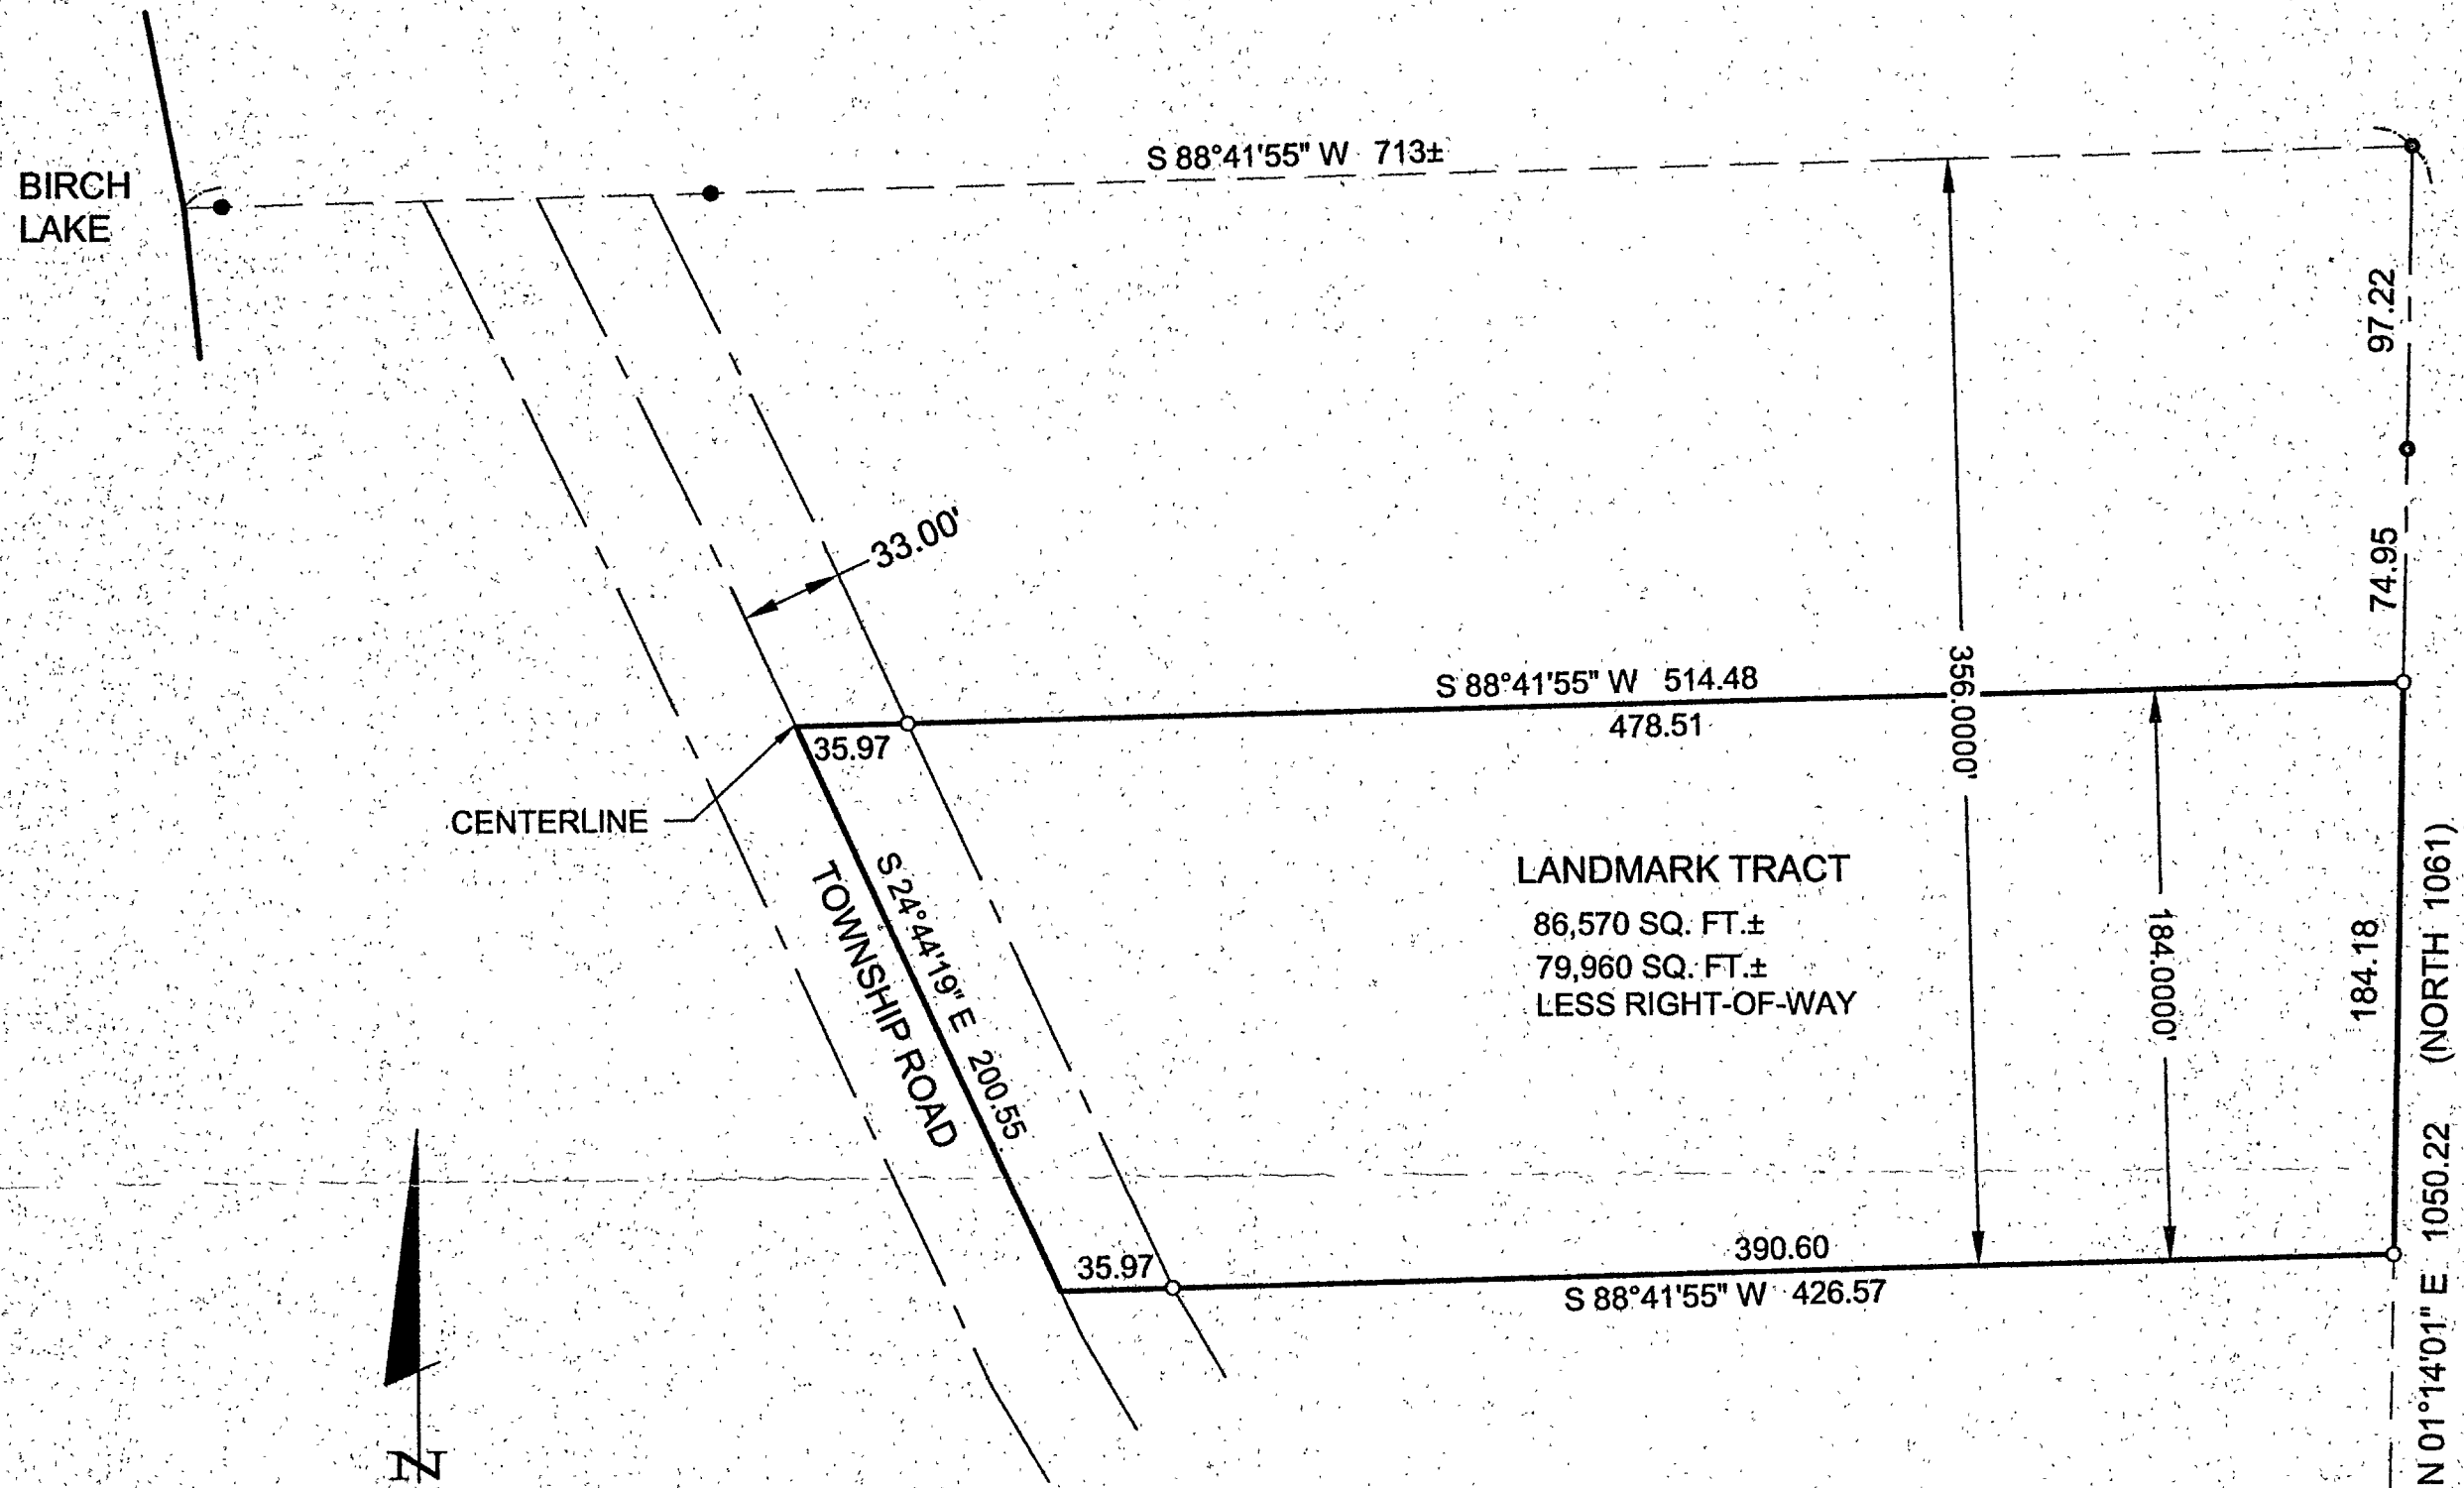 S 88°41'55" W 713±
BIRCH
LAKE
97.22
33.00'
74.95
S 88°41'55" W 514.48
478.51
356.0000'
35.97
CENTERLINE
LANDMARK TRACT
86,570 SQ. FT.±
79,960 SQ. FT.±
LESS RIGHT-OF-WAY
S 24°44'19" E 200.55
TOWNSHIP ROAD
184.0000'
184.18
N 01°14'01" E 1050.22 (NORTH 1061)
35.97
390.60
S 88°41'55" W 426.57
N